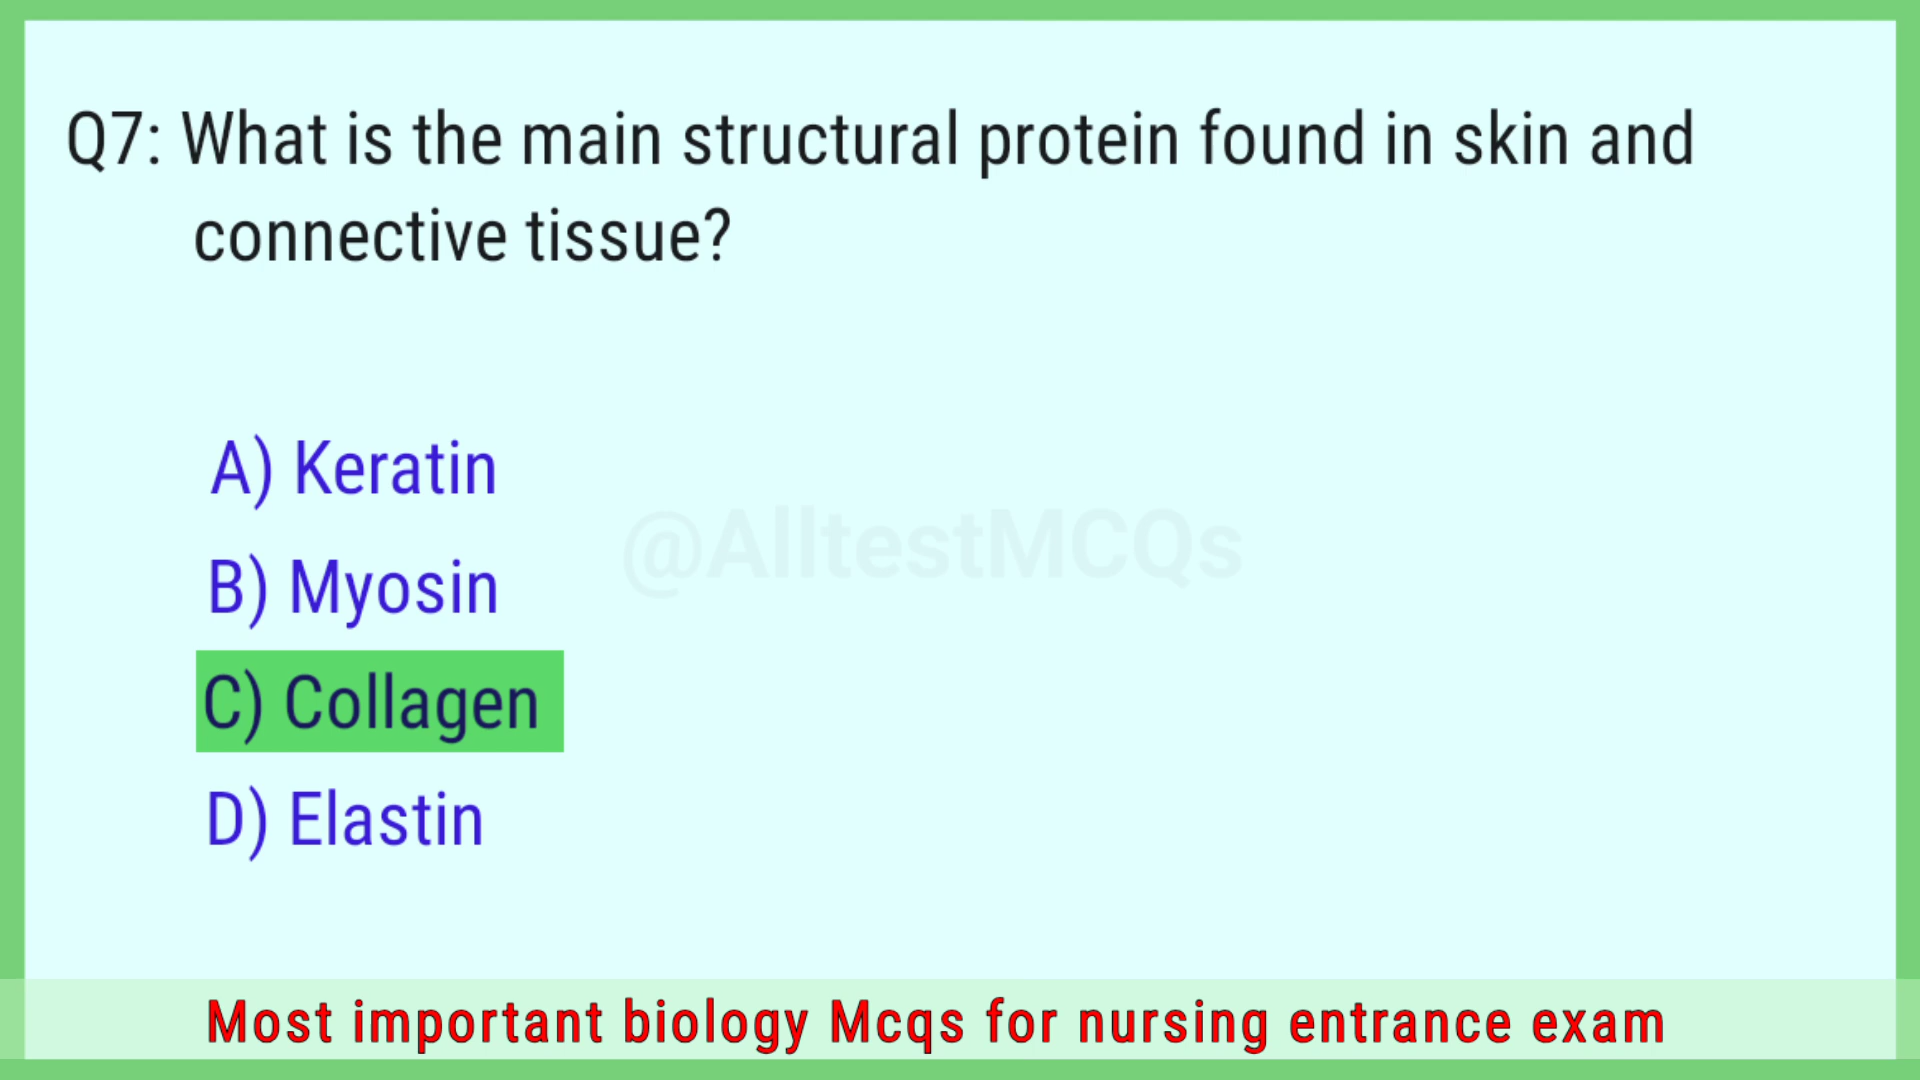 Q7: What is the main structural protein found in skin and
connective tissue?
A) Keratin
@AlltestMCQs
B) Myosin
C) Collagen
D) Elastin
Most important biology Mcqs for nursing entrance exam